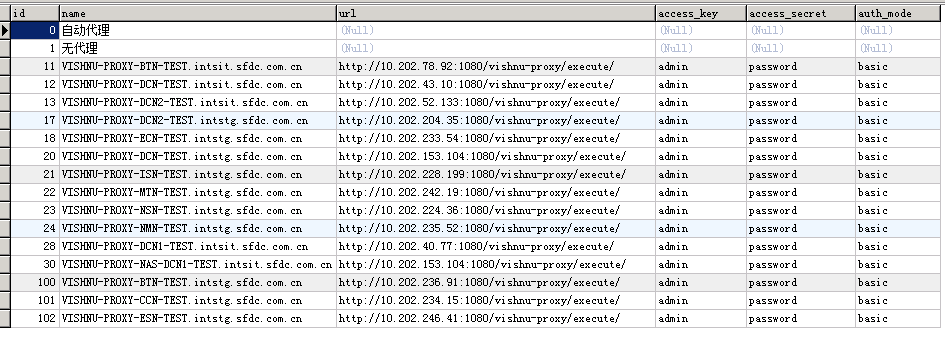 id name url access_key access_secret auth_mode
0 自动代理 (Null) (Null) (Null) (Null)
1 无代理 (Null) (Null) (Null) (Null)
11 VISHNU-PROXY-BTN-TEST.intsit.sfdc.com.cn http://10.202.78.92:1080/vishnu-proxy/execute/ admin password basic
12 VISHNU-PROXY-DCN-TEST.intsit.sfdc.com.cn http://10.202.43.10:1080/vishnu-proxy/execute/ admin password basic
13 VISHNU-PROXY-DCN2-TEST.intsit.sfdc.com.cn http://10.202.52.133:1080/vishnu-proxy/execute/ admin password basic
17 VISHNU-PROXY-DCN2-TEST.intstg.sfdc.com.cn http://10.202.204.35:1080/vishnu-proxy/execute/ admin password basic
18 VISHNU-PROXY-ECN-TEST.intstg.sfdc.com.cn http://10.202.233.54:1080/vishnu-proxy/execute/ admin password basic
20 VISHNU-PROXY-DCN-TEST.intstg.sfdc.com.cn http://10.202.153.104:1080/vishnu-proxy/execute/ admin password basic
21 VISHNU-PROXY-ISN-TEST.intstg.sfdc.com.cn http://10.202.228.199:1080/vishnu-proxy/execute/ admin password basic
22 VISHNU-PROXY-MTN-TEST.intstg.sfdc.com.cn http://10.202.242.19:1080/vishnu-proxy/execute/ admin password basic
23 VISHNU-PROXY-NSN-TEST.intstg.sfdc.com.cn http://10.202.224.36:1080/vishnu-proxy/execute/ admin password basic
24 VISHNU-PROXY-NMN-TEST.intstg.sfdc.com.cn http://10.202.235.52:1080/vishnu-proxy/execute/ admin password basic
28 VISHNU-PROXY-DCN1-TEST.intsit.sfdc.com.cn http://10.202.40.77:1080/vishnu-proxy/execute/ admin password basic
30 VISHNU-PROXY-NAS-DCN1-TEST.intsit.sfdc.com.cn http://10.202.153.104:1080/vishnu-proxy/execute/ admin password basic
100 VISHNU-PROXY-BTN-TEST.intstg.sfdc.com.cn http://10.202.236.91:1080/vishnu-proxy/execute/ admin password basic
101 VISHNU-PROXY-CCN-TEST.intstg.sfdc.com.cn http://10.202.234.15:1080/vishnu-proxy/execute/ admin password basic
102 VISHNU-PROXY-ESN-TEST.intstg.sfdc.com.cn http://10.202.246.41:1080/vishnu-proxy/execute/ admin password basic